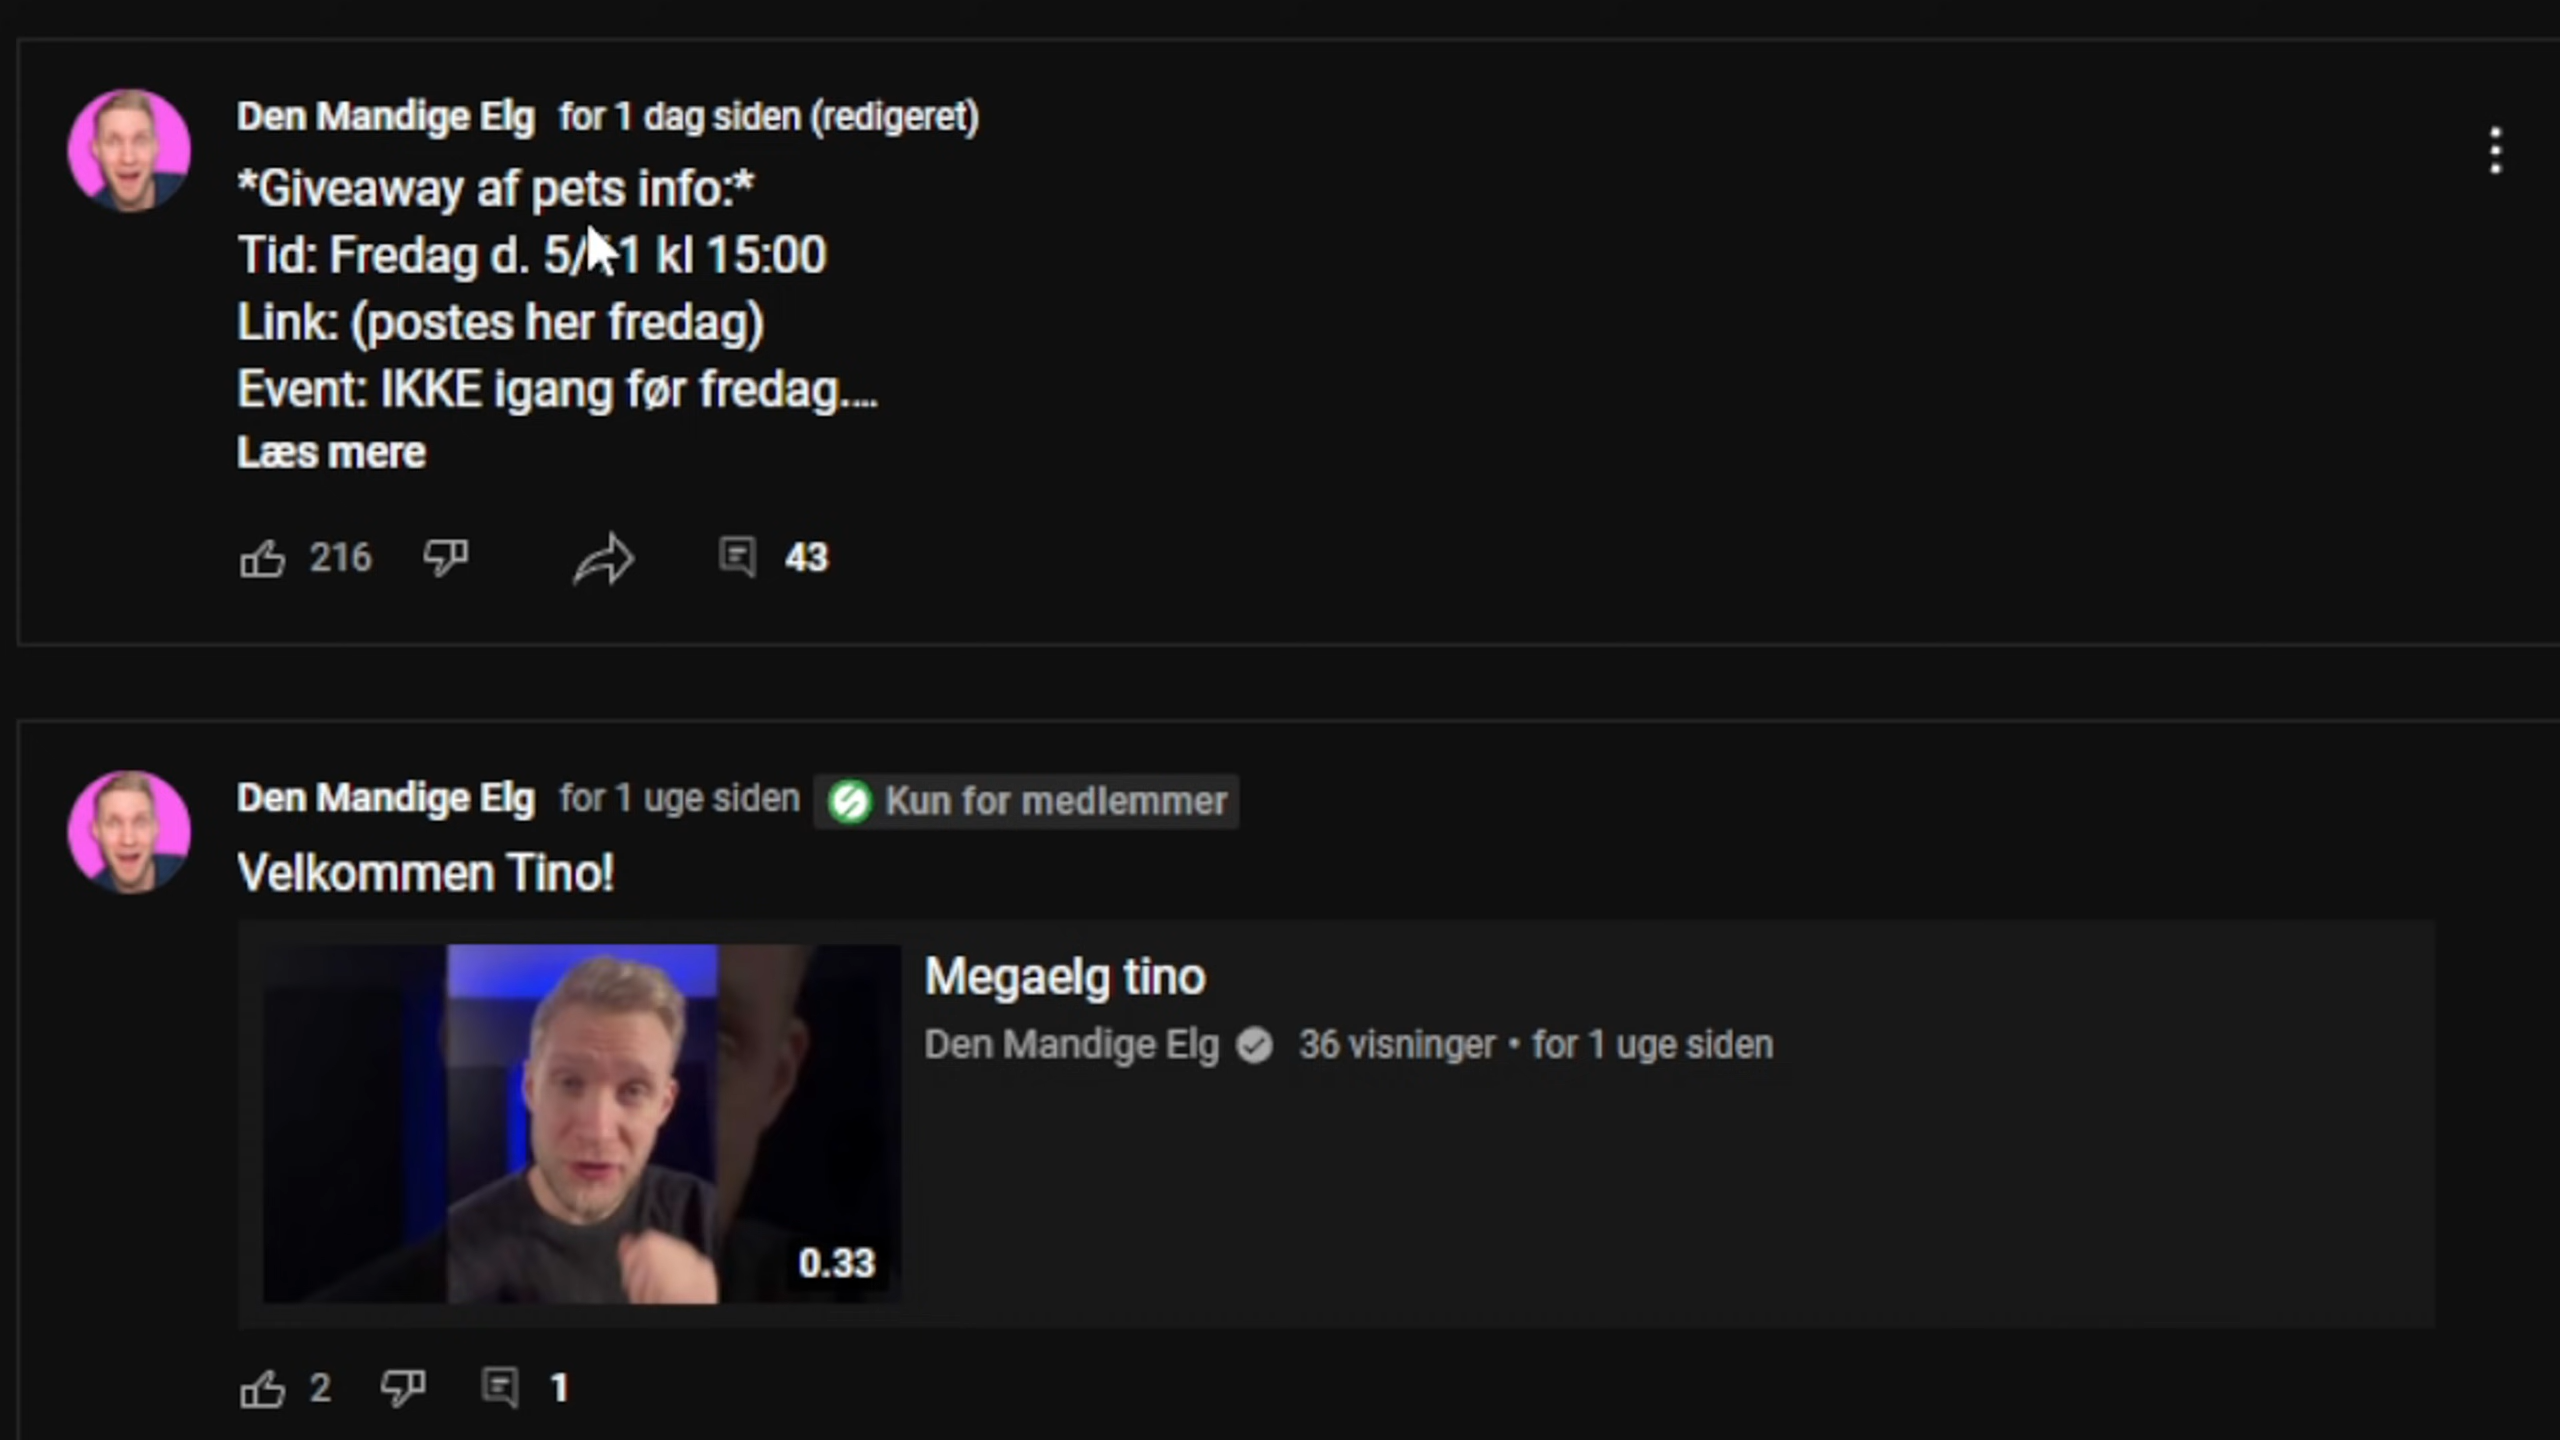 Den Mandige Elg for 1 dag siden (redigeret)
*Giveaway af pets info:*
Tid: Fredag d. kl 15:00
Link: (postes her fredag)
Event: IKKE igang før fredag....
Læs mere
216 43
Den Mandige Elg for 1 uge siden Kun for medlemmer
Velkommen Tino!
Megaelg tino
Den Mandige Elg 36 visninger • for 1 uge siden
0.33
2 1